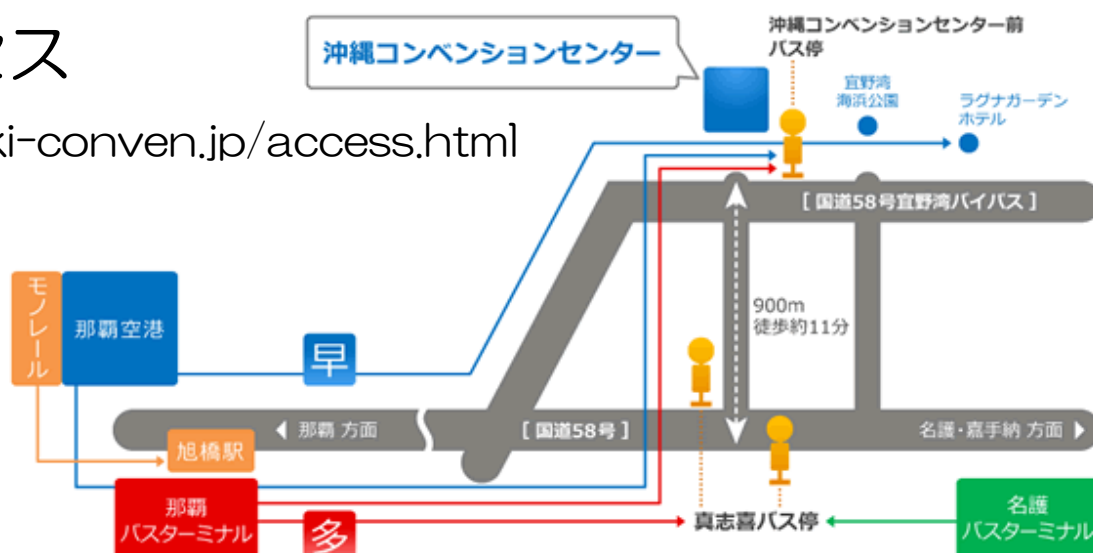 セス
ki-conven.jp/access.html
沖縄コンベンションセンター
沖縄コンベンションセンター前
バス停
宜野湾
海浜公園
ラグナガーデン
ホテル
[ 国道58号宜野湾バイパス ]
モノレール
那覇空港
早
900m
徒歩約11分
那覇 方面
[ 国道58号 ]
名護・嘉手納 方面
旭橋駅
那覇
バスターミナル
多
真志喜バス停
名護
バスターミナル